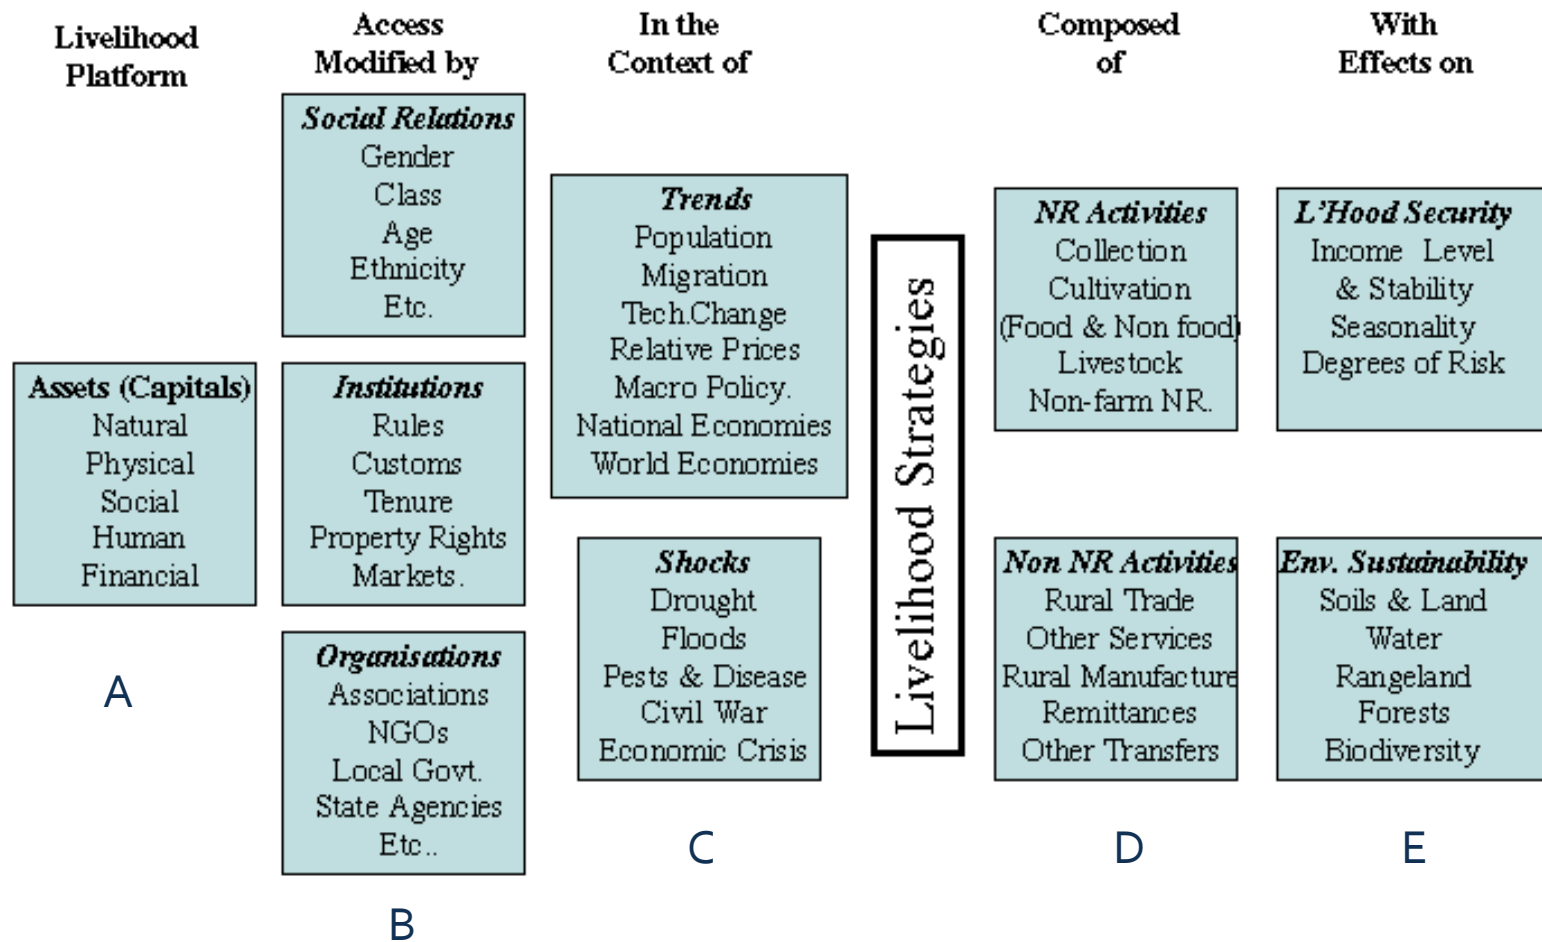 Livelihood
Platform
Access
Modified by
In the
Context of
Composed
of
With
Effects on
Assets (Capitals)
Natural
Physical
Social
Human
Financial
A
Social Relations
Gender
Class
Age
Ethnicity
Etc.
Institutions
Rules
Customs
Tenure
Property Rights
Markets.
Organisations
Associations
NGOs
Local Govt.
State Agencies
Etc..
B
Trends
Population
Migration
Tech.Change
Relative Prices
Macro Policy.
National Economies
World Economies
Shocks
Drought
Floods
Pests & Disease
Civil War
Economic Crisis
C
Livelihood Strategies
NR Activities
Collection
Cultivation
(Food & Non food)
Livestock
Non-farm NR.
Non NR Activities
Rural Trade
Other Services
Rural Manufacture
Remittances
Other Transfers
D
L'Hood Security
Income Level
& Stability
Seasonality
Degrees of Risk
Env. Sustainability
Soils & Land
Water
Rangeland
Forests
Biodiversity
E